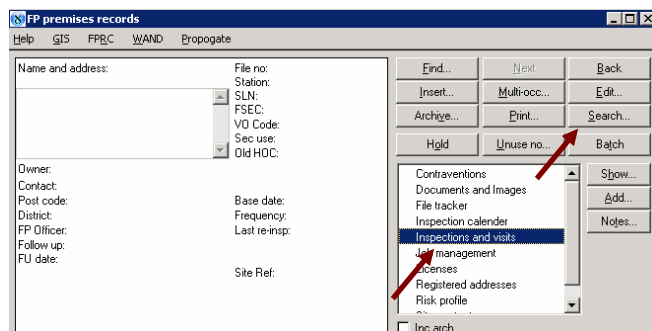 FP premises records
Help GIS FPRC WAND Propogate
Name and address:
File no:
Station:
SLN:
FSEC:
VO Code:
Sec use:
Old HOC:
Owner:
Contact:
Post code:
District:
FP Officer:
Follow up:
FU date:
Base date:
Frequency:
Last re-insp:
Site Ref:
Find... Next Back
Insert... Multi-occ... Edit...
Archive... Print... Search...
Hold Unuse no... Batch
Contraventions
Documents and Images
File tracker
Inspection calender
Inspections and visits
Job management
Licenses
Registered addresses
Risk profile
Show...
Add...
Notes...
Inc arch